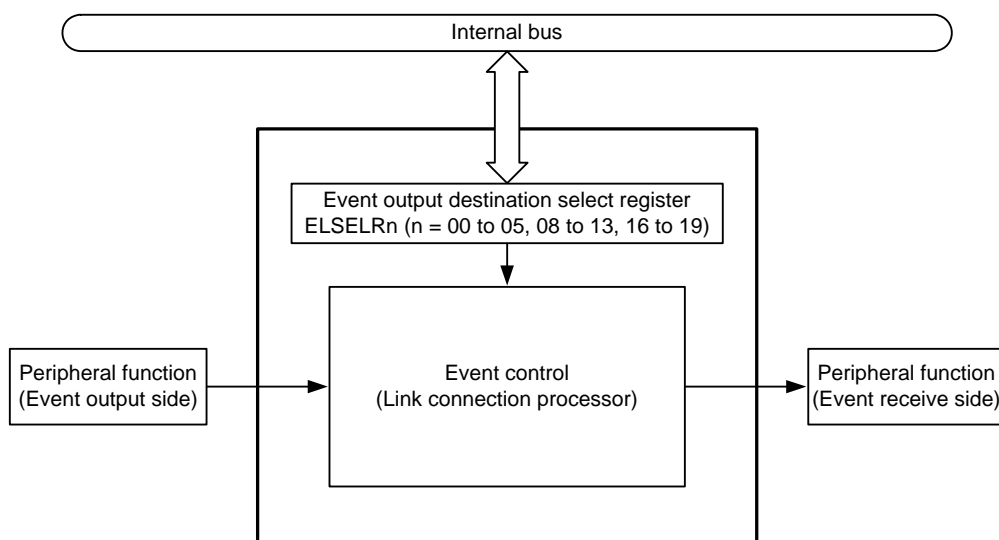 Internal bus
Event output destination select register
ELSELRn (n = 00 to 05, 08 to 13, 16 to 19)
Peripheral function
(Event output side)
Event control
(Link connection processor)
Peripheral function
(Event receive side)